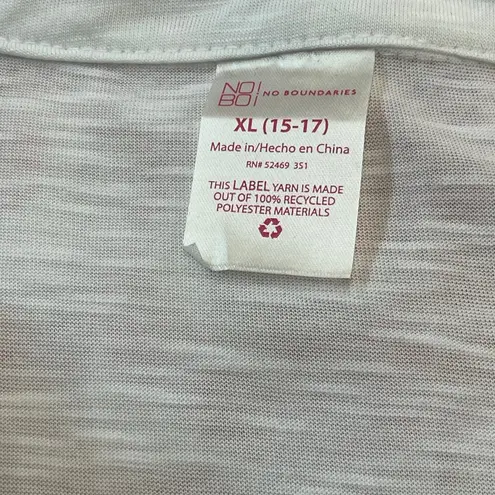 NO!
BO!
NO BOUNDARIES
XL (15-17)
Made in/Hecho en China
RN# 52469 3S1
THIS LABEL YARN IS MADE
OUT OF 100% RECYCLED
POLYESTER MATERIALS